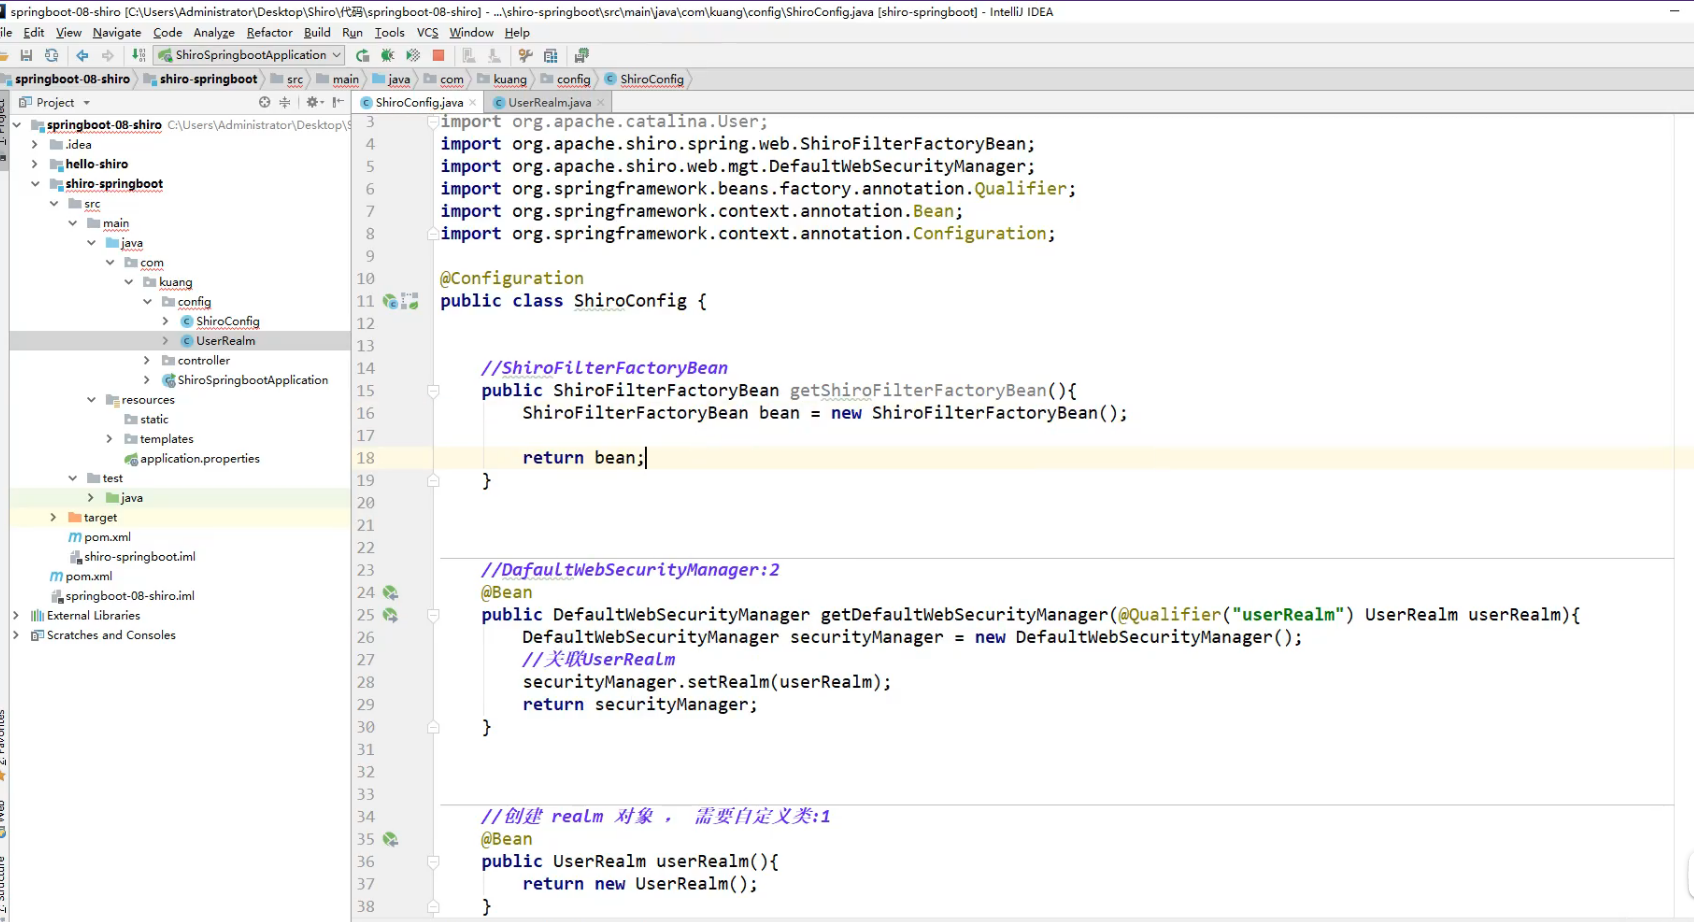 springboot-08-shiro [C:\Users\Administrator\Desktop\Shiro\代码\springboot-08-shiro] - ...\shiro-springboot\src\main\java\com\kuang\config\ShiroConfig.java [shiro-springboot] - IntelliJ IDEA
ile Edit View Navigate Code Analyze Refactor Build Run Tools VCS Window Help
ShiroSpringbootApplication
springboot-08-shiro shiro-springboot src main java com kuang config ShiroConfig
Project
ShiroConfig.java
UserRealm.java
springboot-08-shiro C:\Users\Administrator\Desktop\S
.idea
hello-shiro
shiro-springboot
src
main
java
com
kuang
config
ShiroConfig
UserRealm
controller
ShiroSpringbootApplication
resources
static
templates
application.properties
test
java
target
pom.xml
shiro-springboot.iml
pom.xml
springboot-08-shiro.iml
External Libraries
Scratches and Consoles
3 import org.apache.catalina.User;
4 import org.apache.shiro.spring.web.ShiroFilterFactoryBean;
5 import org.apache.shiro.web.mgt.DefaultWebSecurityManager;
6 import org.springframework.beans.factory.annotation.Qualifier;
7 import org.springframework.context.annotation.Bean;
8 import org.springframework.context.annotation.Configuration;
9
10 @Configuration
11 public class ShiroConfig {
12
13
14 //ShiroFilterFactoryBean
15 public ShiroFilterFactoryBean getShiroFilterFactoryBean(){
16 ShiroFilterFactoryBean bean = new ShiroFilterFactoryBean();
17
18 return bean;
19 }
20
21
22
23 //DafaultWebSecurityManager:2
24 @Bean
25 public DefaultWebSecurityManager getDefaultWebSecurityManager(@Qualifier("userRealm") UserRealm userRealm){
26 DefaultWebSecurityManager securityManager = new DefaultWebSecurityManager();
27 //关联UserRealm
28 securityManager.setRealm(userRealm);
29 return securityManager;
30 }
31
32
33
34 //创建 realm 对象 , 需要自定义类:1
35 @Bean
36 public UserRealm userRealm(){
37 return new UserRealm();
38 }